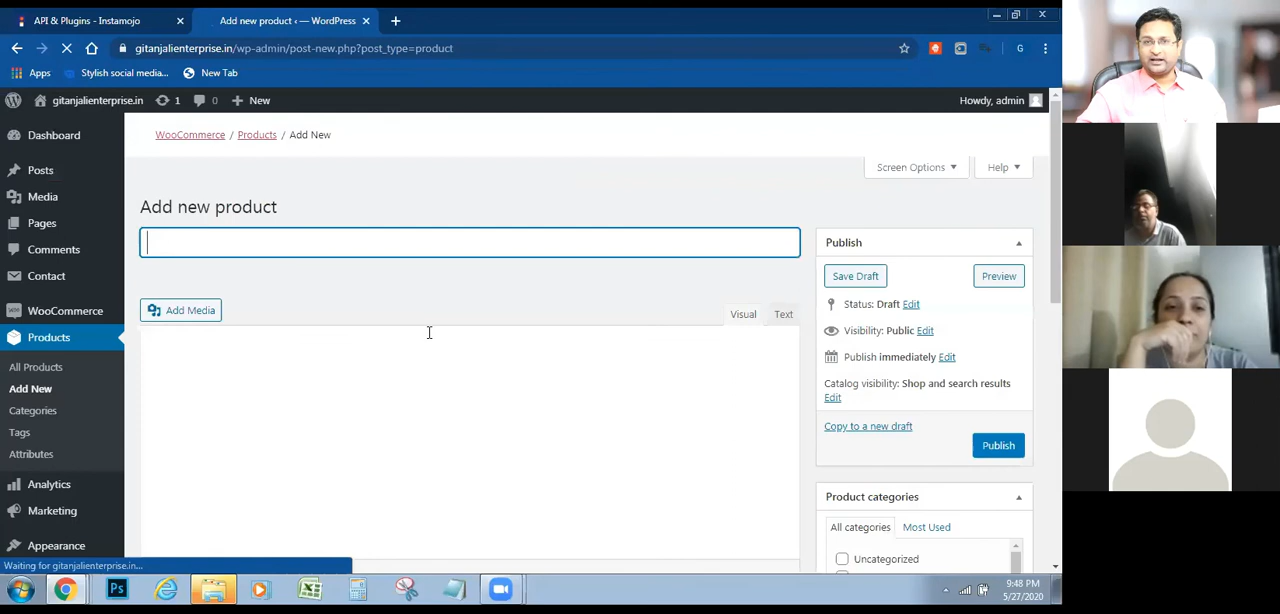 API & Plugins - Instamojo
Add new product ‹ — WordPress
gitanjalienterprise.in/wp-admin/post-new.php?post_type=product
G
Apps
Stylish social media...
New Tab
gitanjalienterprise.in
1
0
New
Howdy, admin
Dashboard
Posts
Media
Pages
Comments
Contact
WooCommerce
Products
All Products
Add New
Categories
Tags
Attributes
Analytics
Marketing
Appearance
WooCommerce / Products / Add New
Screen Options
Help
Add new product
Add Media
Visual
Text
Publish
Save Draft
Preview
Status: Draft Edit
Visibility: Public Edit
Publish immediately Edit
Catalog visibility: Shop and search results
Edit
Copy to a new draft
Publish
Product categories
All categories
Most Used
Uncategorized
Waiting for gitanjalienterprise.in...
Ps
9:48 PM
5/27/2020